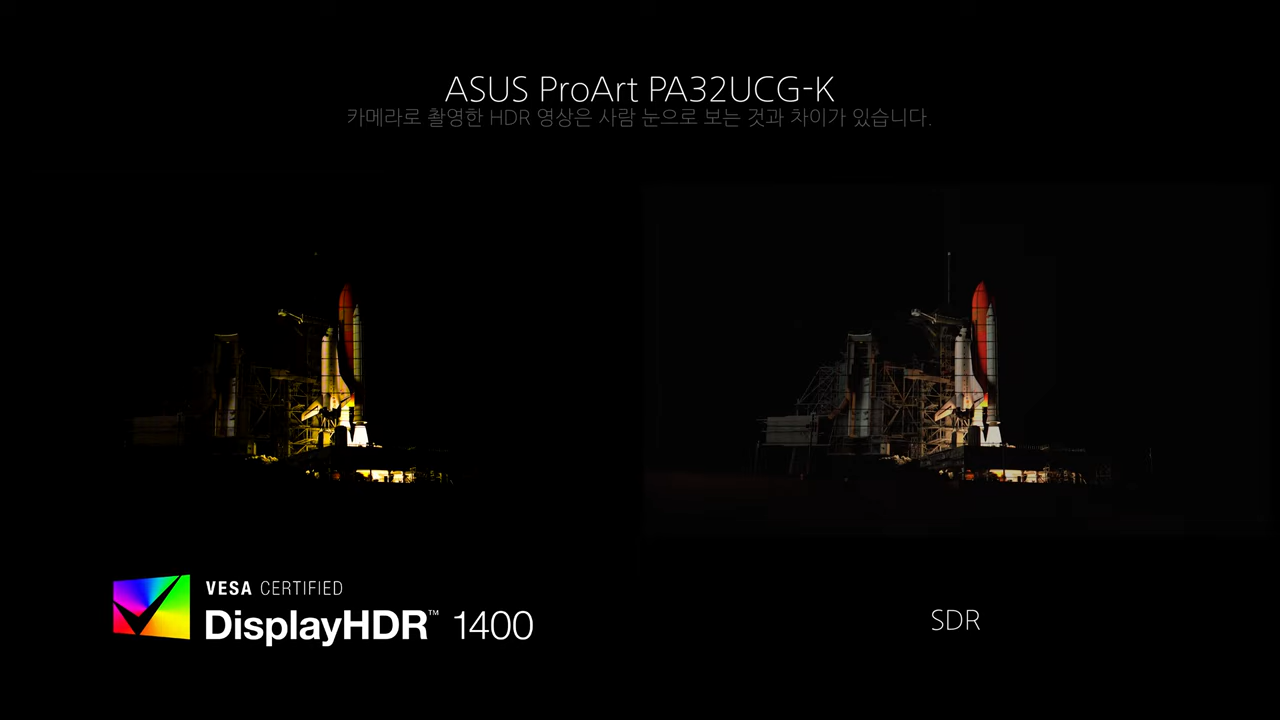 ASUS ProArt PA32UCG-K
카메라로 촬영한 HDR 영상은 사람 눈으로 보는 것과 차이가 있습니다.
VESA CERTIFIED
DisplayHDR™ 1400
SDR